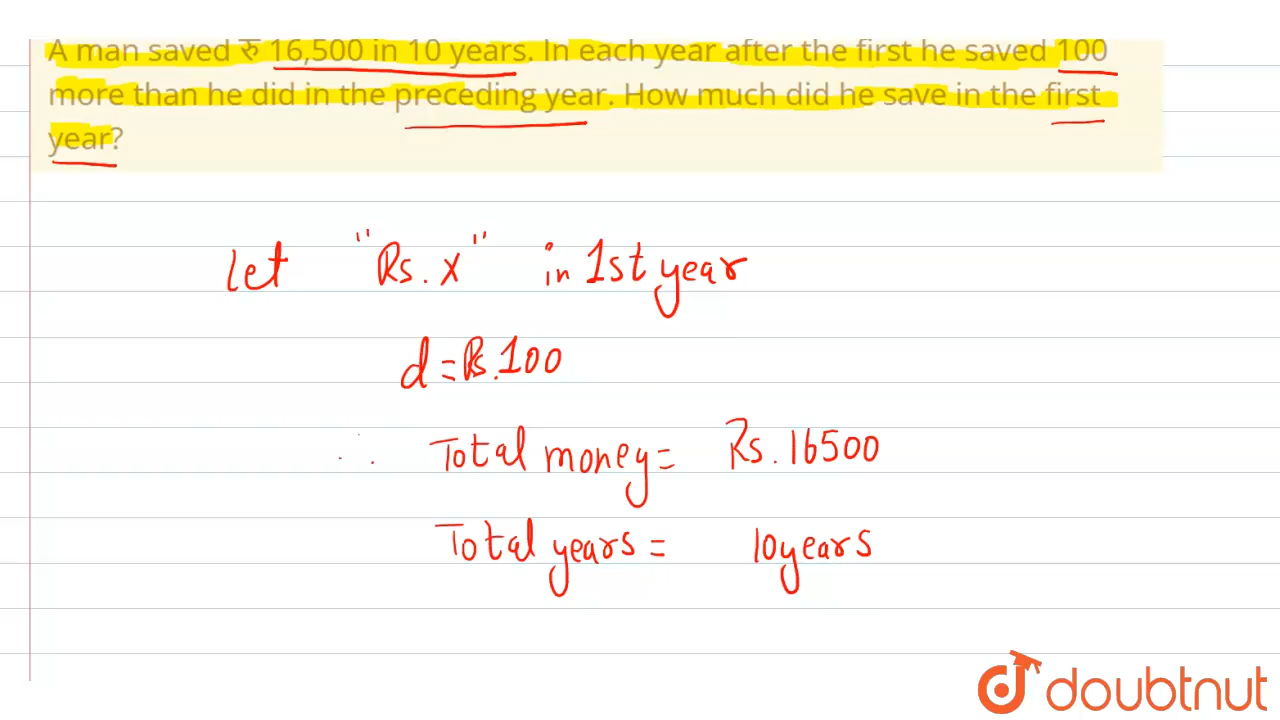 A man saved रु 16,500 in 10 years. In each year after the first he saved 100
more than he did in the preceding year. How much did he save in the first
year?
Let "Rs. x" in 1st year
d = Rs. 100
∴ Total money = Rs. 16500
Total years = 10 years
doubtnut